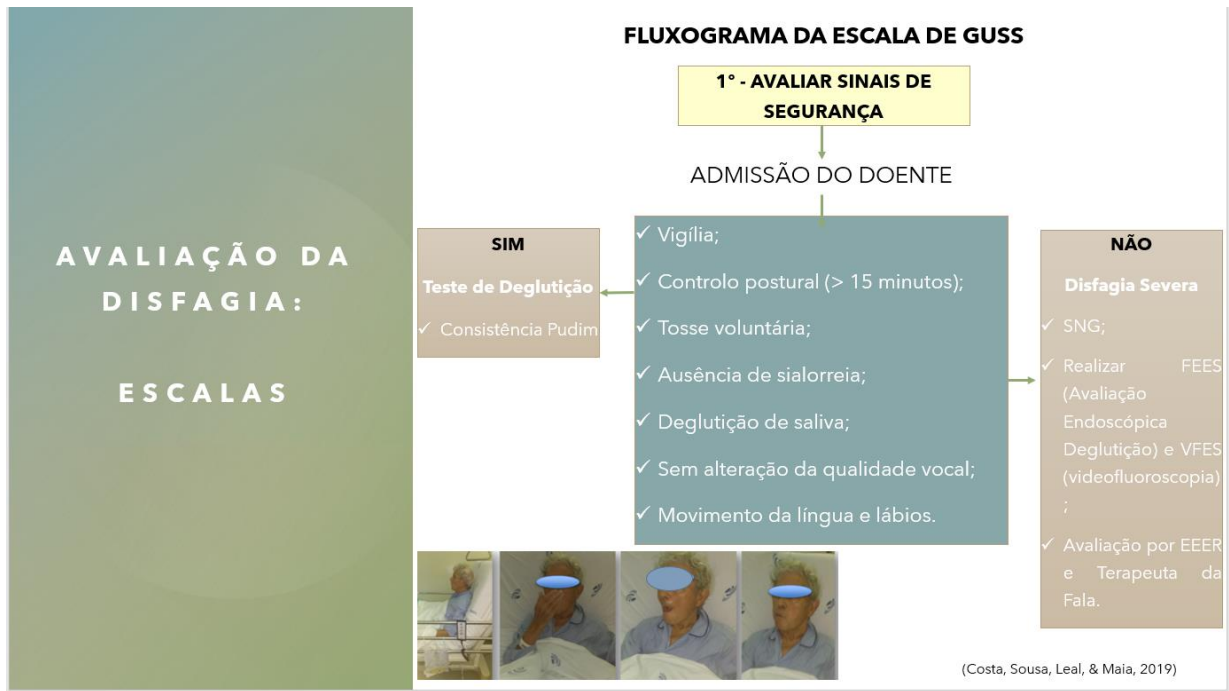 AVALIAÇÃO DA
DISFAGIA:
ESCALAS
FLUXOGRAMA DA ESCALA DE GUSS
1º - AVALIAR SINAIS DE
SEGURANÇA
ADMISSÃO DO DOENTE
SIM
Teste de Deglutição
✓ Consistência Pudim
✓ Vigília;
✓ Controlo postural (> 15 minutos);
✓ Tosse voluntária;
✓ Ausência de sialorreia;
✓ Deglutição de saliva;
✓ Sem alteração da qualidade vocal;
✓ Movimento da língua e lábios.
NÃO
Disfagia Severa
✓ SNG;
✓ Realizar FEES
(Avaliação
Endoscópica
Deglutição) e VFES
(videofluoroscopia)
;
✓ Avaliação por EEER
e Terapeuta da
Fala.
(Costa, Sousa, Leal, & Maia, 2019)